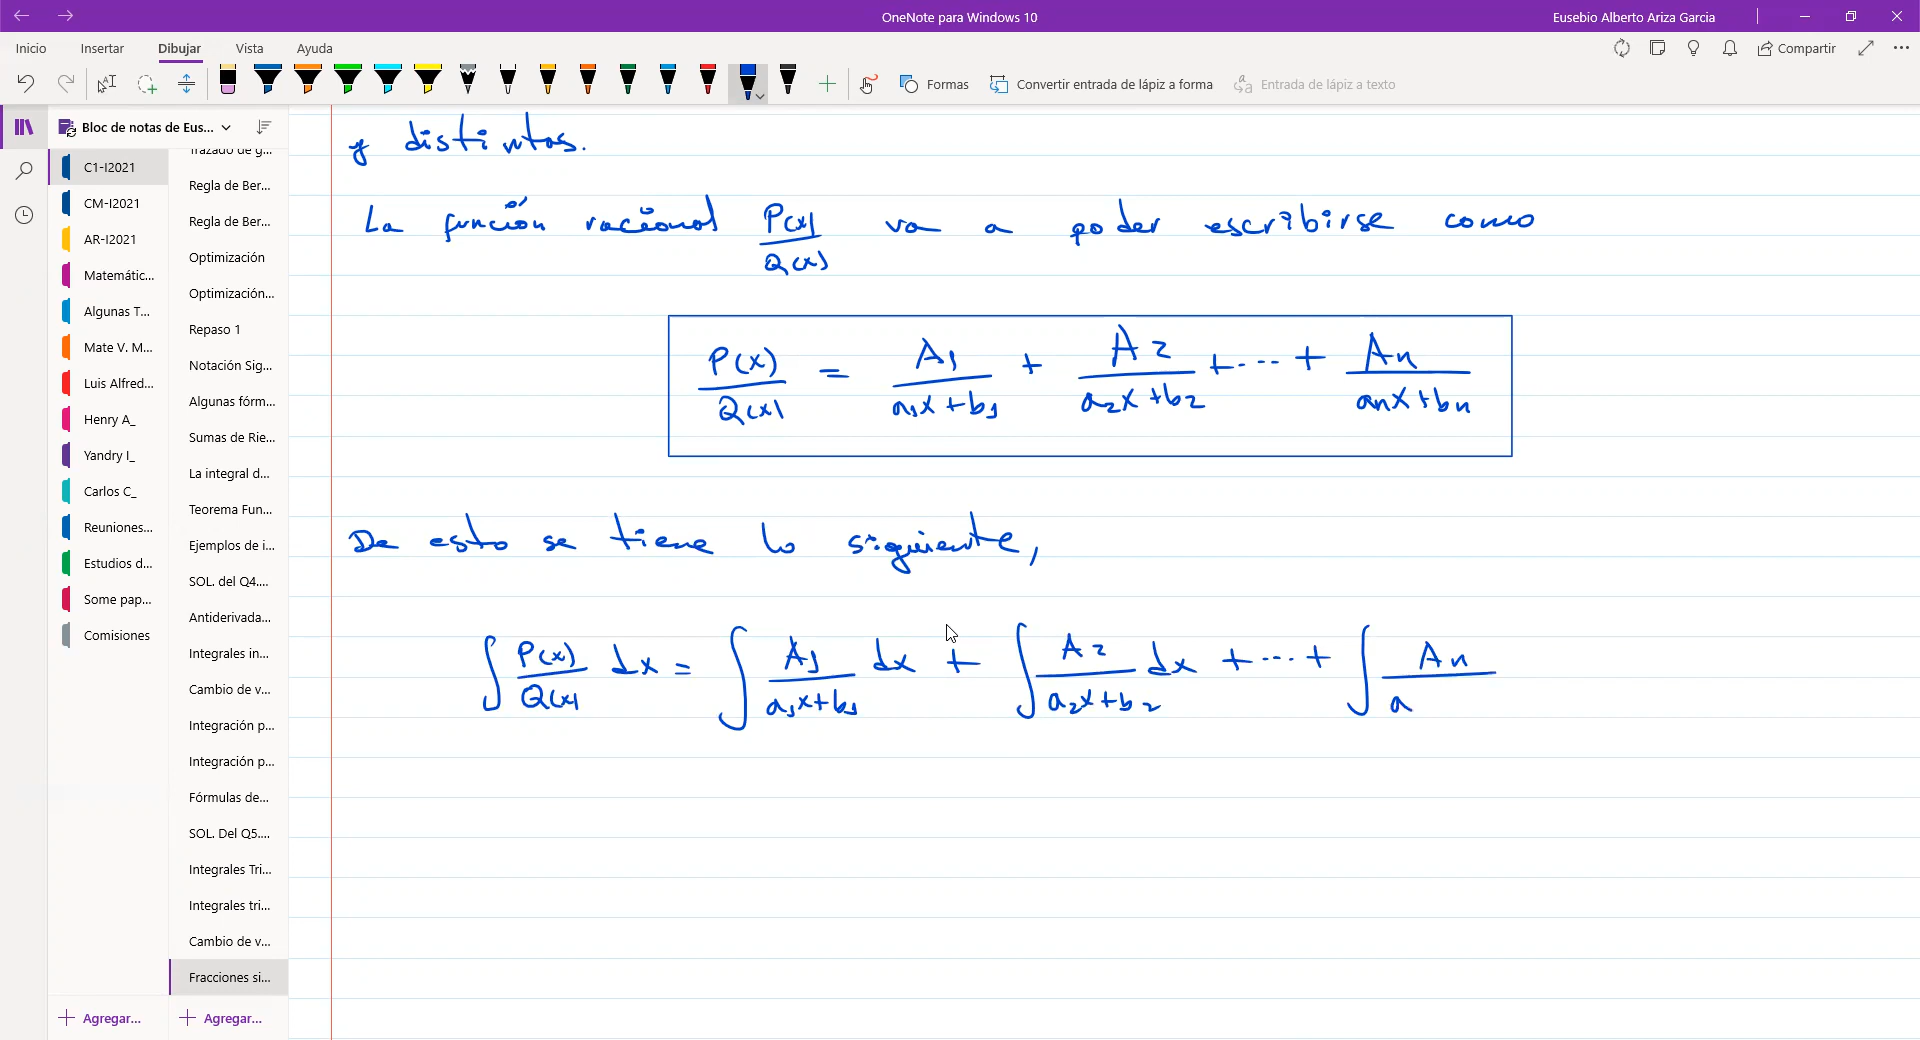 OneNote para Windows 10
Eusebio Alberto Ariza Garcia
Inicio Insertar Dibujar Vista Ayuda
Compartir
Formas Convertir entrada de lápiz a forma Entrada de lápiz a texto
Bloc de notas de Eus...
C1-I2021
CM-I2021
AR-I2021
Matemátic...
Algunas T...
Mate V. M...
Luis Alfred...
Henry A_
Yandry I_
Carlos C_
Reuniones...
Estudios d...
Some pap...
Comisiones
Agregar...
Trazado de g...
Regla de Ber...
Regla de Ber...
Optimización
Optimización...
Repaso 1
Notación Sig...
Algunas fórm...
Sumas de Rie...
La integral d...
Teorema Fun...
Ejemplos de i...
SOL. del Q4....
Antiderivada...
Integrales in...
Cambio de v...
Integración p...
Integración p...
Fórmulas de...
SOL. Del Q5....
Integrales Tri...
Integrales tri...
Cambio de v...
Fracciones si...
Agregar...
y distintos.
La función racional P(x)/Q(x) va a poder escribirse como
P(x)/Q(x) = A1/(a1x+b1) + A2/(a2x+b2) + ··· + An/(anx+bn)
De esto se tiene lo siguiente,
∫ P(x)/Q(x) dx = ∫ A1/(a1x+b1) dx + ∫ A2/(a2x+b2) dx + ··· + ∫ An/a